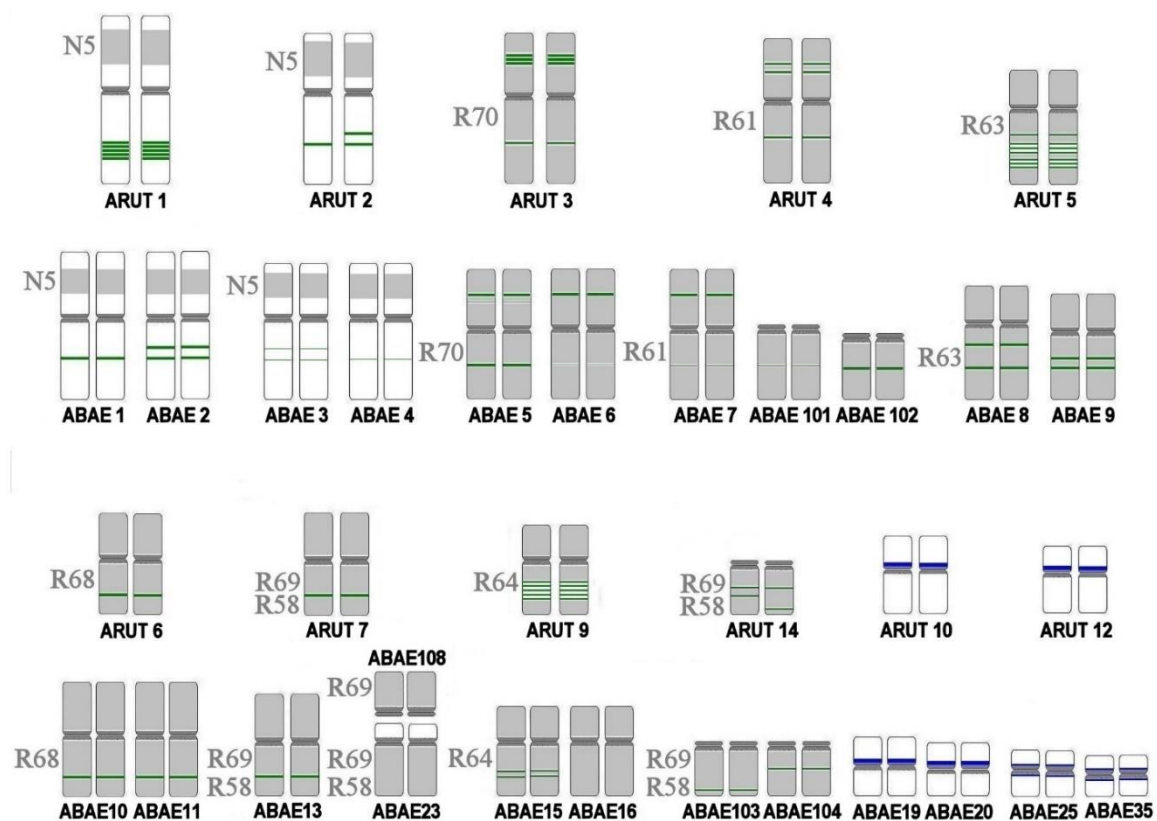 N5 N5 R70 R61 R63
ARUT 1 ARUT 2 ARUT 3 ARUT 4 ARUT 5
N5 N5 R70 R61 R63
ABAE 1 ABAE 2 ABAE 3 ABAE 4 ABAE 5 ABAE 6 ABAE 7 ABAE 101 ABAE 102 ABAE 8 ABAE 9
R68 R69 R64 R69
R58 R58
ARUT 6 ARUT 7 ARUT 9 ARUT 14 ARUT 10 ARUT 12
ABAE108
R69
R68 R69 R69 R64 R69
R58 R58 R58
ABAE10 ABAE11 ABAE13 ABAE23 ABAE15 ABAE16 ABAE103 ABAE104 ABAE19 ABAE20 ABAE25 ABAE35